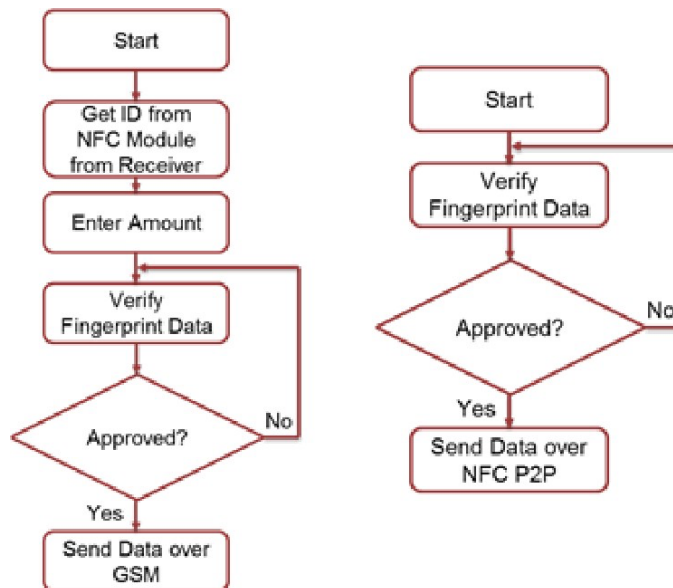 Start
Get ID from
NFC Module
from Receiver
Enter Amount
Verify
Fingerprint Data
Approved?
No
Yes
Send Data over
GSM
Start
Verify
Fingerprint Data
Approved?
No
Yes
Send Data over
NFC P2P